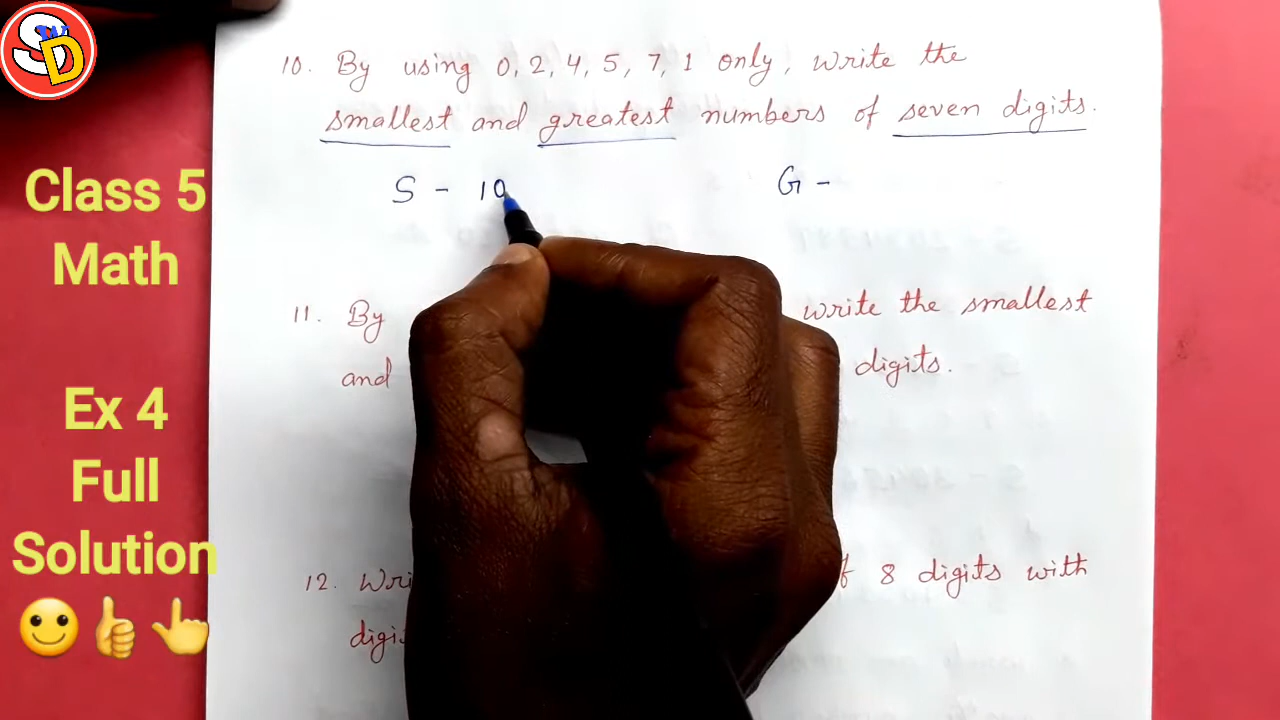 SWD
10. By using 0, 2, 4, 5, 7, 1 only, write the
smallest and greatest numbers of seven digits.
S - 10
G -
Class 5
Math
11. By write the smallest
and digits.
Ex 4
Full
Solution
12. of 8 digits with